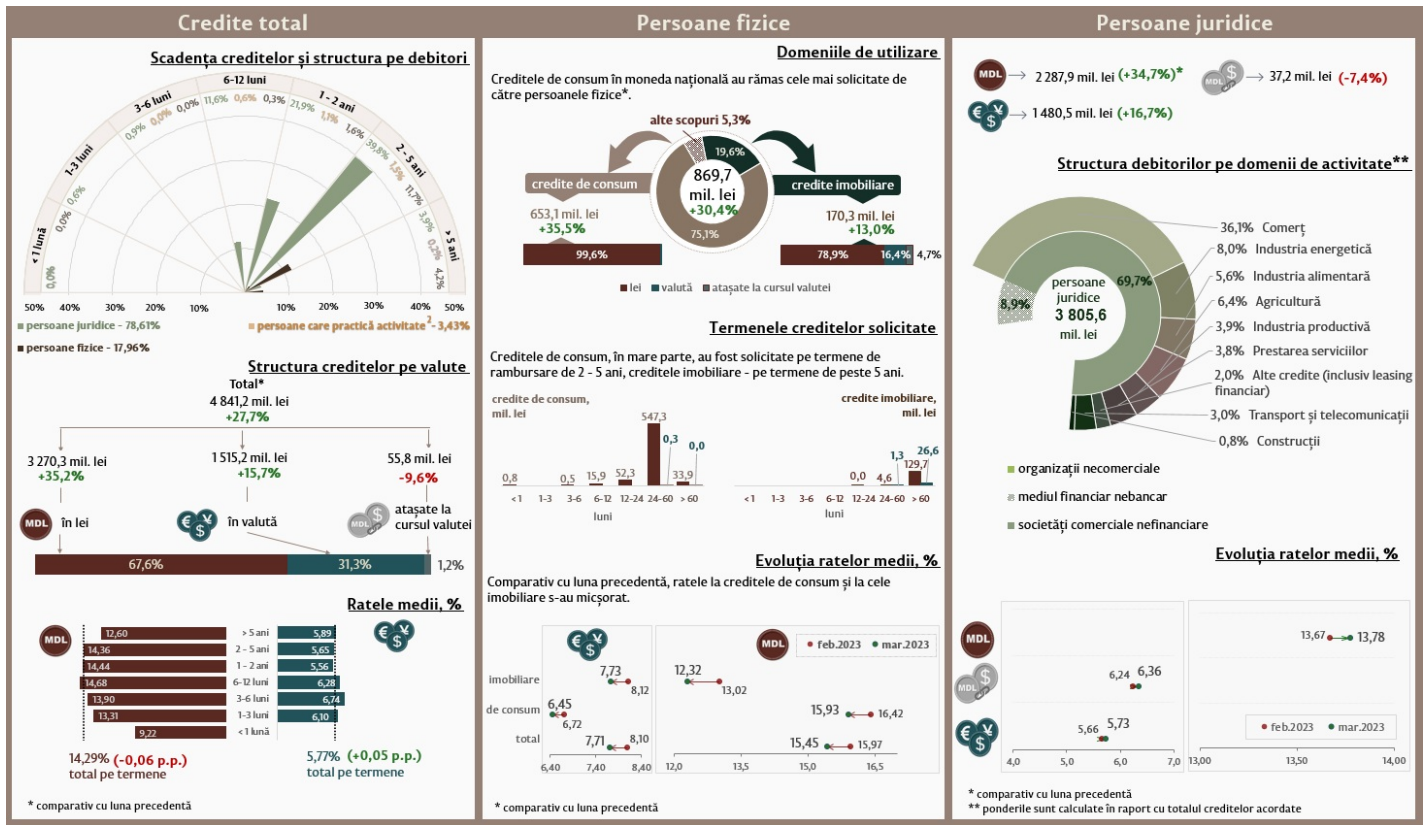 Credite total
Scadența creditelor și structura pe debitori
< 1 lună
1-3 luni
3-6 luni
6-12 luni
1 - 2 ani
2 - 5 ani
> 5 ani
0,0%
0,0%
0,6%
0,9%
0,0%
0,0%
11,6%
0,6%
0,3%
21,9%
1,1%
1,6%
39,8%
1,5%
11,7%
3,9%
0,2%
4,2%
50% 40% 30% 20% 10% 10% 20% 30% 40% 50%
persoane juridice - 78,61%
persoane care practică activitate 2 - 3,43%
persoane fizice - 17,96%
Structura creditelor pe valute
Total*
4 841,2 mil. lei
+27,7%
3 270,3 mil. lei
+35,2%
1 515,2 mil. lei
+15,7%
55,8 mil. lei
-9,6%
MDL în lei
€ ¥ $ în valută
MDL $ atașate la
cursul valutei
67,6% 31,3% 1,2%
Ratele medii, %
MDL
€ ¥ $
12,60 > 5 ani 5,89
14,36 2 - 5 ani 5,65
14,44 1 - 2 ani 5,56
14,68 6-12 luni 6,28
13,90 3-6 luni 6,74
13,31 1-3 luni 6,10
9,22 < 1 lună
14,29% (-0,06 p.p.)
total pe termene
5,77% (+0,05 p.p.)
total pe termene
* comparativ cu luna precedentă
Persoane fizice
Domeniile de utilizare
Creditele de consum în moneda națională au rămas cele mai solicitate de
către persoanele fizice*.
alte scopuri 5,3%
19,6%
869,7
mil. lei
+30,4%
75,1%
credite de consum
653,1 mil. lei
+35,5%
99,6%
credite imobiliare
170,3 mil. lei
+13,0%
78,9% 16,4% 4,7%
lei valută atașate la cursul valutei
Termenele creditelor solicitate
Creditele de consum, în mare parte, au fost solicitate pe termene de
rambursare de 2 - 5 ani, creditele imobiliare - pe termene de peste 5 ani.
credite de consum,
mil. lei
547,3
0,3
0,0
0,8 0,5 15,9 52,3 33,9
< 1 1-3 3-6 6-12 12-24 24-60 > 60
luni
credite imobiliare,
mil. lei
1,3 26,6
0,0 4,6 129,7
< 1 1-3 3-6 6-12 12-24 24-60 > 60
luni
Evoluția ratelor medii, %
Comparativ cu luna precedentă, ratele la creditele de consum și la cele
imobiliare s-au micșorat.
€ ¥ $
MDL
feb.2023 mar.2023
imobiliare 7,73 8,12 12,32 13,02
de consum 6,45 6,72 15,93 16,42
total 7,71 8,10 15,45 15,97
6,40 7,40 8,40 12,0 13,5 15,0 16,5
* comparativ cu luna precedentă
Persoane juridice
MDL 2 287,9 mil. lei (+34,7%)*
MDL $ 37,2 mil. lei (-7,4%)
€ ¥ $ 1 480,5 mil. lei (+16,7%)
Structura debitorilor pe domenii de activitate**
8,9%
persoane
juridice
3 805,6
mil. lei
69,7%
36,1% Comerț
8,0% Industria energetică
5,6% Industria alimentară
6,4% Agricultură
3,9% Industria productivă
3,8% Prestarea serviciilor
2,0% Alte credite (inclusiv leasing
financiar)
3,0% Transport și telecomunicații
0,8% Construcții
organizații necomerciale
mediul financiar nebancar
societăți comerciale nefinanciare
Evoluția ratelor medii, %
MDL 13,67 13,78
MDL $ 6,24 6,36
€ ¥ $ 5,66 5,73
feb.2023 mar.2023
4,0 5,0 6,0 7,0 13,00 13,50 14,00
* comparativ cu luna precedentă
** ponderile sunt calculate în raport cu totalul creditelor acordate